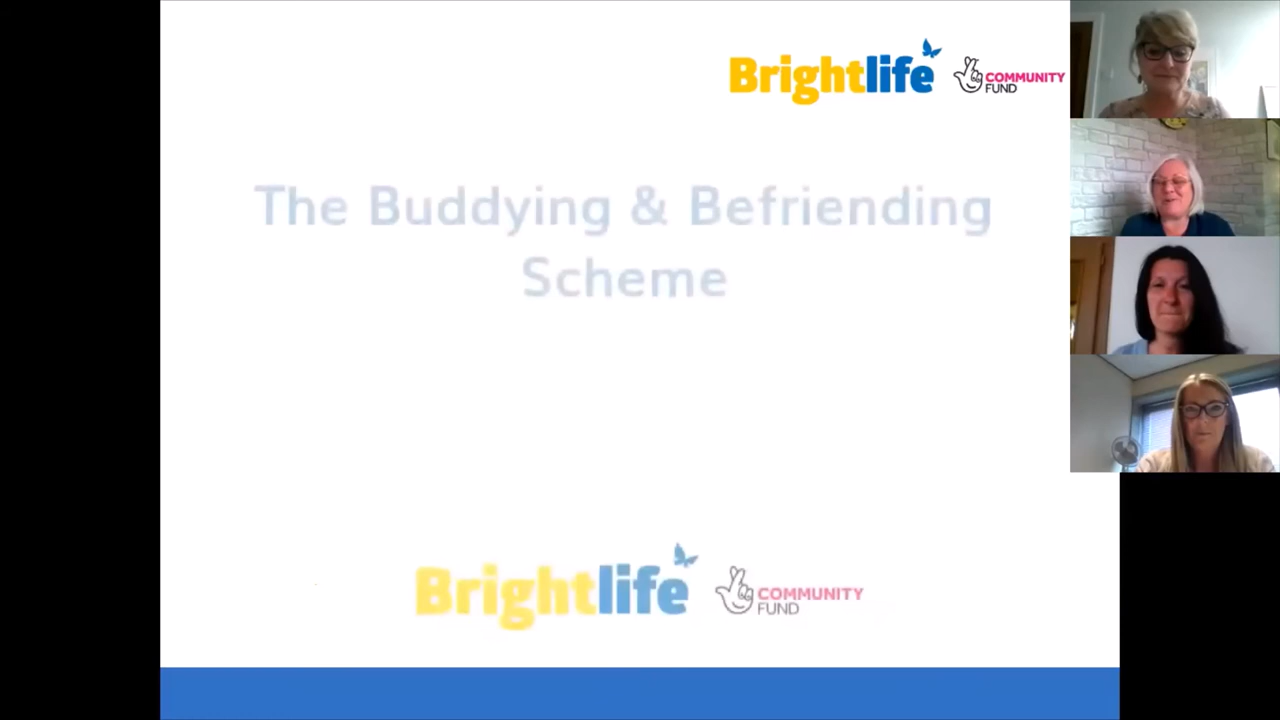 Brightlife
COMMUNITY
FUND
The Buddying & Befriending
Scheme
Brightlife
COMMUNITY
FUND